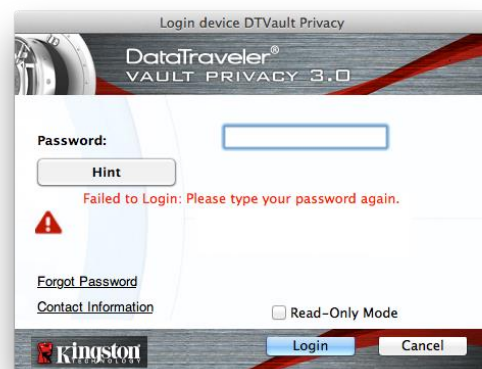 Login device DTVault Privacy
DataTraveler®
VAULT PRIVACY 3.0
Password:
Hint
Failed to Login: Please type your password again.
Forgot Password
Contact Information
Read-Only Mode
Kingston
TECHNOLOGY
Login
Cancel